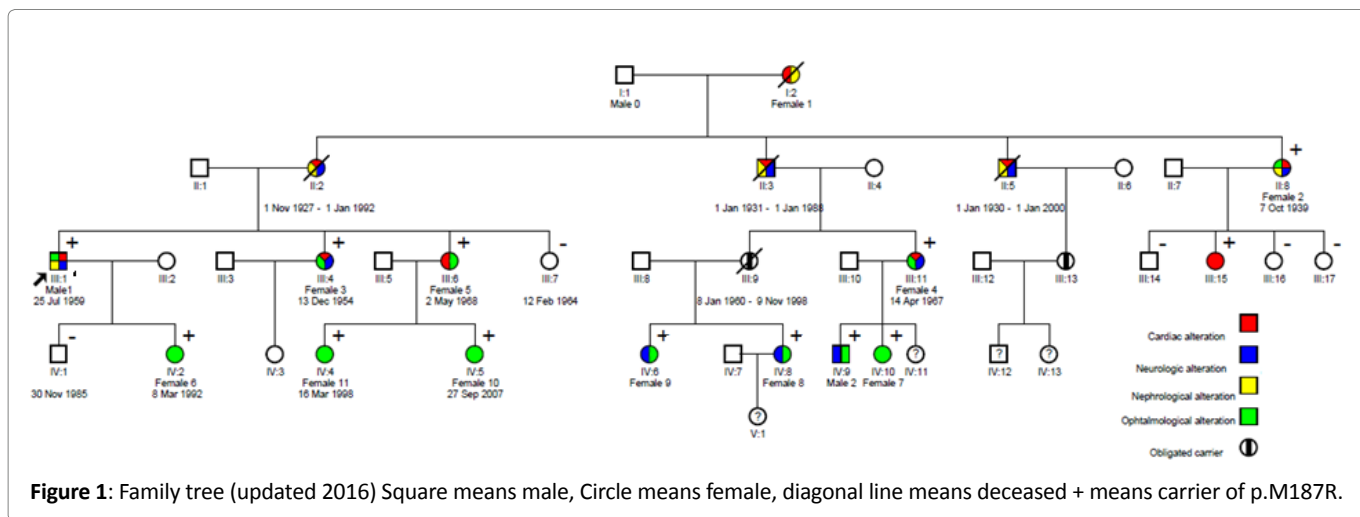 I:1 I:2
Male 0 Female 1
+
II:1 II:2 II:3 II:4 II:5 II:6 II:7 II:8
Female 2
1 Nov 1927 - 1 Jan 1992 1 Jan 1931 - 1 Jan 1988 1 Jan 1930 - 1 Jan 2000 7 Oct 1939
+ + + - + - + - -
III:1 III:2 III:3 III:4 III:5 III:6 III:7 III:8 III:9 III:10 III:11 III:12 III:13 III:14 III:15 III:16 III:17
Male1 Female 3 Female 5 Female 4
25 Jul 1959 13 Dec 1954 2 May 1968 12 Feb 1964 8 Jan 1960 - 9 Nov 1998 14 Apr 1967
- + + + + + + +
? ? ?
IV:1 IV:2 IV:3 IV:4 IV:5 IV:6 IV:7 IV:8 IV:9 IV:10 IV:11 IV:12 IV:13
Female 6 Female 11 Female 10 Female 9 Female 8 Male 2 Female 7
30 Nov 1985 8 Mar 1992 16 Mar 1998 27 Sep 2007
?
V:1
Cardiac alteration
Neurologic alteration
Nephrological alteration
Ophtalmological alteration
Obligated carrier
Figure 1: Family tree (updated 2016) Square means male, Circle means female, diagonal line means deceased + means carrier of p.M187R.